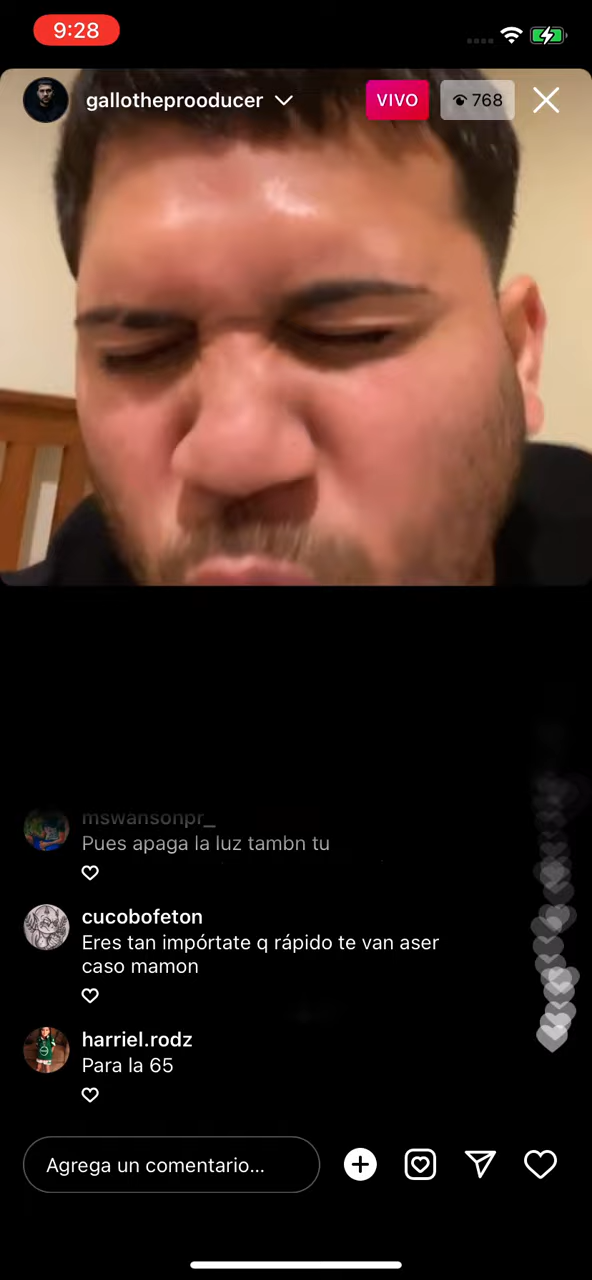 9:28
gallotheprooducer
VIVO
768
mswansonpr_
Pues apaga la luz tambn tu
cucobofeton
Eres tan impórtate q rápido te van aser
caso mamon
harriel.rodz
Para la 65
Agrega un comentario...